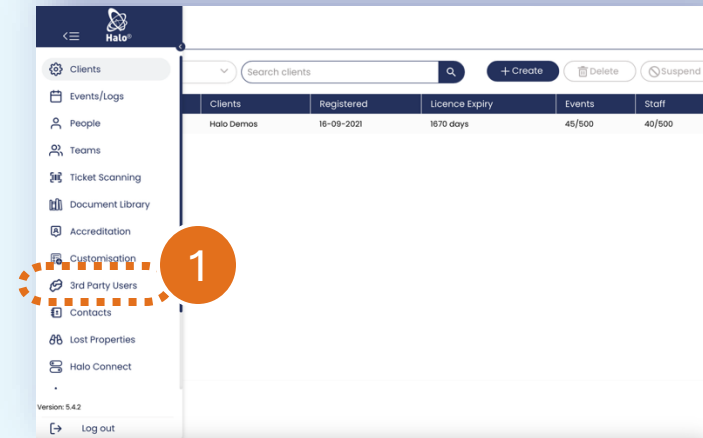 Halo®
Clients
Events/Logs
People
Teams
Ticket Scanning
Document Library
Accreditation
Customisation
3rd Party Users
Contacts
Lost Properties
Halo Connect
Version: 5.4.2
Log out
1
Search clients
+ Create
Delete
Suspend
Clients Registered Licence Expiry Events Staff
Halo Demos 16-09-2021 1670 days 45/500 40/500